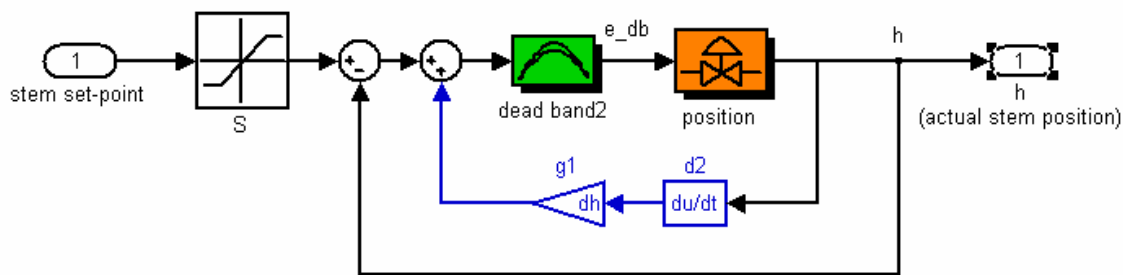 1
stem set-point
S
+
-
+
+
dead band2
e_db
position
h
1
h
(actual stem position)
g1
dh
d2
du/dt